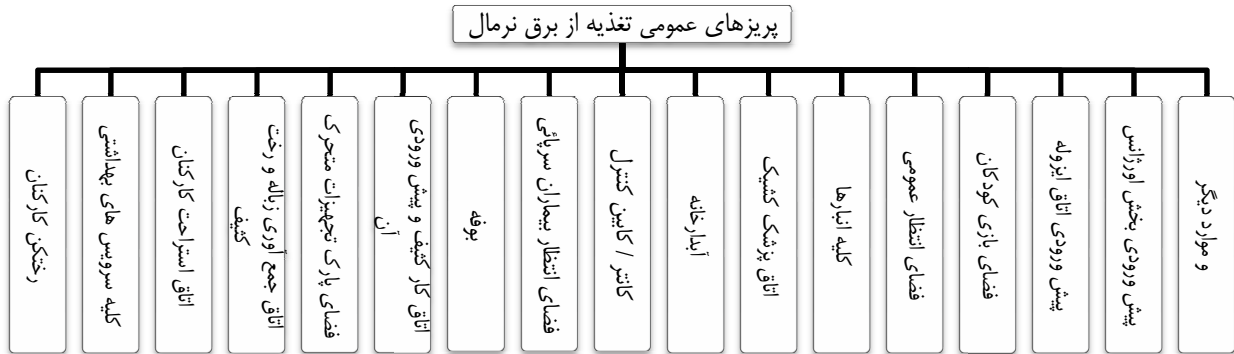 پریزهای عمومی تغذیه از برق نرمال
و موارد دیگر
پیش ورودی بخش اورژانس
پیش ورودی اتاق ایزوله
فضای بازی کودکان
فضای انتظار عمومی
کلیه انبارها
اتاق پزشک کشیک
آبدارخانه
کانتر / کابین کنترل
فضای انتظار بیماران سرپائی
بوفه
اتاق کار کثیف و پیش ورودی
آن
فضای پارک تجهیزات متحرک
اتاق جمع آوری زباله و رخت
کثیف
اتاق استراحت کارکنان
کلیه سرویس های بهداشتی
رختکن کارکنان